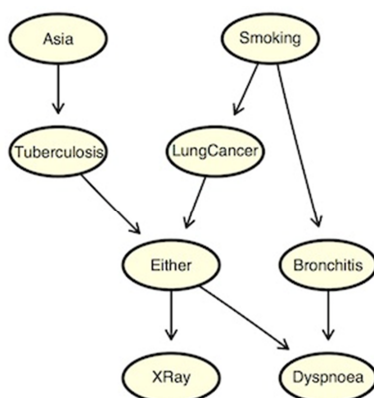 Asia
Smoking
Tuberculosis
LungCancer
Either
Bronchitis
XRay
Dyspnoea